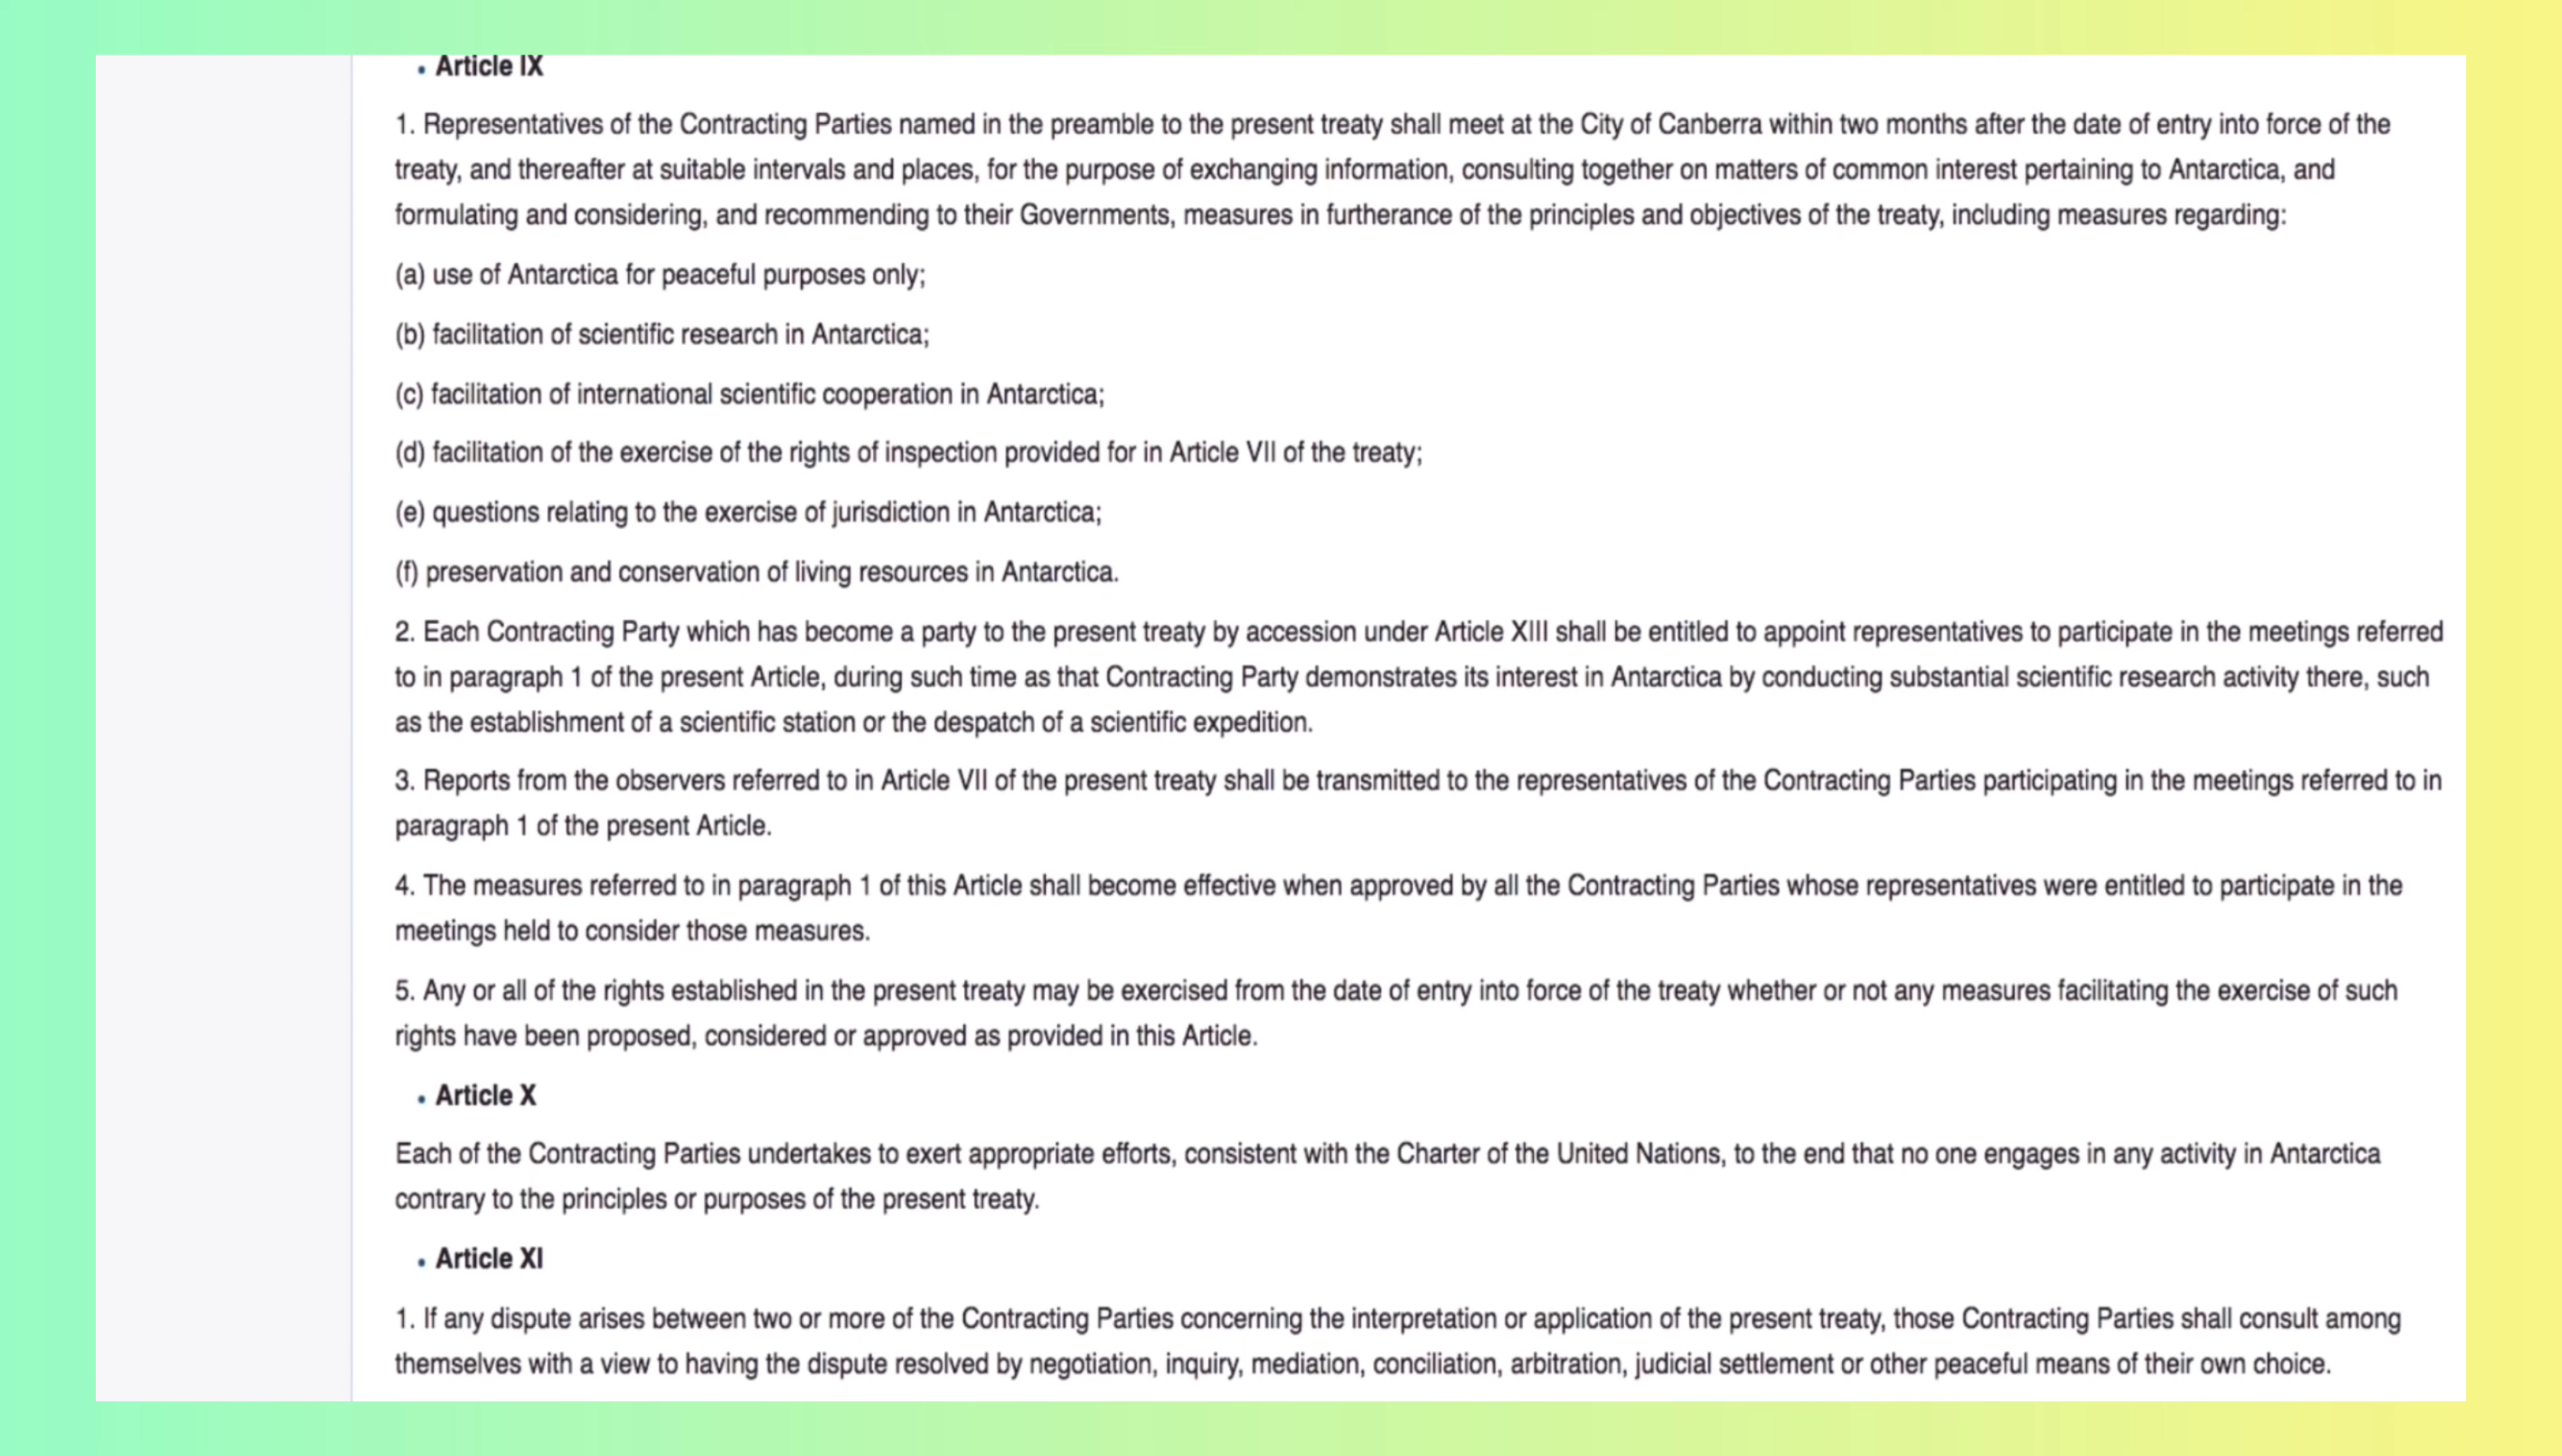 • Article IX
1. Representatives of the Contracting Parties named in the preamble to the present treaty shall meet at the City of Canberra within two months after the date of entry into force of the
treaty, and thereafter at suitable intervals and places, for the purpose of exchanging information, consulting together on matters of common interest pertaining to Antarctica, and
formulating and considering, and recommending to their Governments, measures in furtherance of the principles and objectives of the treaty, including measures regarding:
(a) use of Antarctica for peaceful purposes only;
(b) facilitation of scientific research in Antarctica;
(c) facilitation of international scientific cooperation in Antarctica;
(d) facilitation of the exercise of the rights of inspection provided for in Article VII of the treaty;
(e) questions relating to the exercise of jurisdiction in Antarctica;
(f) preservation and conservation of living resources in Antarctica.
2. Each Contracting Party which has become a party to the present treaty by accession under Article XIII shall be entitled to appoint representatives to participate in the meetings referred
to in paragraph 1 of the present Article, during such time as that Contracting Party demonstrates its interest in Antarctica by conducting substantial scientific research activity there, such
as the establishment of a scientific station or the despatch of a scientific expedition.
3. Reports from the observers referred to in Article VII of the present treaty shall be transmitted to the representatives of the Contracting Parties participating in the meetings referred to in
paragraph 1 of the present Article.
4. The measures referred to in paragraph 1 of this Article shall become effective when approved by all the Contracting Parties whose representatives were entitled to participate in the
meetings held to consider those measures.
5. Any or all of the rights established in the present treaty may be exercised from the date of entry into force of the treaty whether or not any measures facilitating the exercise of such
rights have been proposed, considered or approved as provided in this Article.
• Article X
Each of the Contracting Parties undertakes to exert appropriate efforts, consistent with the Charter of the United Nations, to the end that no one engages in any activity in Antarctica
contrary to the principles or purposes of the present treaty.
• Article XI
1. If any dispute arises between two or more of the Contracting Parties concerning the interpretation or application of the present treaty, those Contracting Parties shall consult among
themselves with a view to having the dispute resolved by negotiation, inquiry, mediation, conciliation, arbitration, judicial settlement or other peaceful means of their own choice.